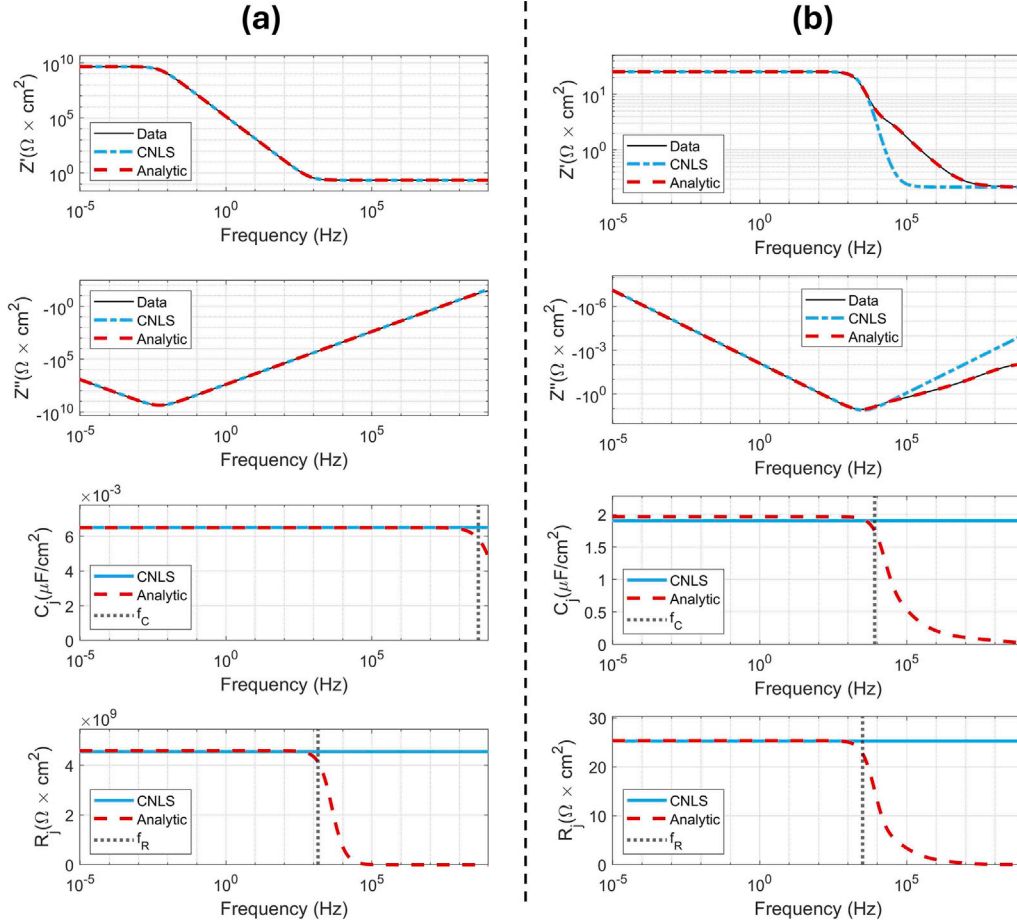 (a)
10^10
10^5
10^0
Z'(Ω × cm^2)
Data
CNLS
Analytic
10^-5
10^0
10^5
Frequency (Hz)
-10^0
-10^5
-10^10
Z''(Ω × cm^2)
Data
CNLS
Analytic
10^-5
10^0
10^5
Frequency (Hz)
×10^-3
6
4
2
0
C_j(μF/cm^2)
CNLS
Analytic
f_C
10^-5
10^0
10^5
Frequency (Hz)
×10^9
4
2
0
R_j(Ω × cm^2)
CNLS
Analytic
f_R
10^-5
10^0
10^5
Frequency (Hz)
(b)
10^1
10^0
Z'(Ω × cm^2)
Data
CNLS
Analytic
10^-5
10^0
10^5
Frequency (Hz)
-10^-6
-10^-3
-10^0
Z''(Ω × cm^2)
Data
CNLS
Analytic
10^-5
10^0
10^5
Frequency (Hz)
2
1.5
1
0.5
0
C_j(μF/cm^2)
CNLS
Analytic
f_C
10^-5
10^0
10^5
Frequency (Hz)
30
20
10
0
R_j(Ω × cm^2)
CNLS
Analytic
f_R
10^-5
10^0
10^5
Frequency (Hz)